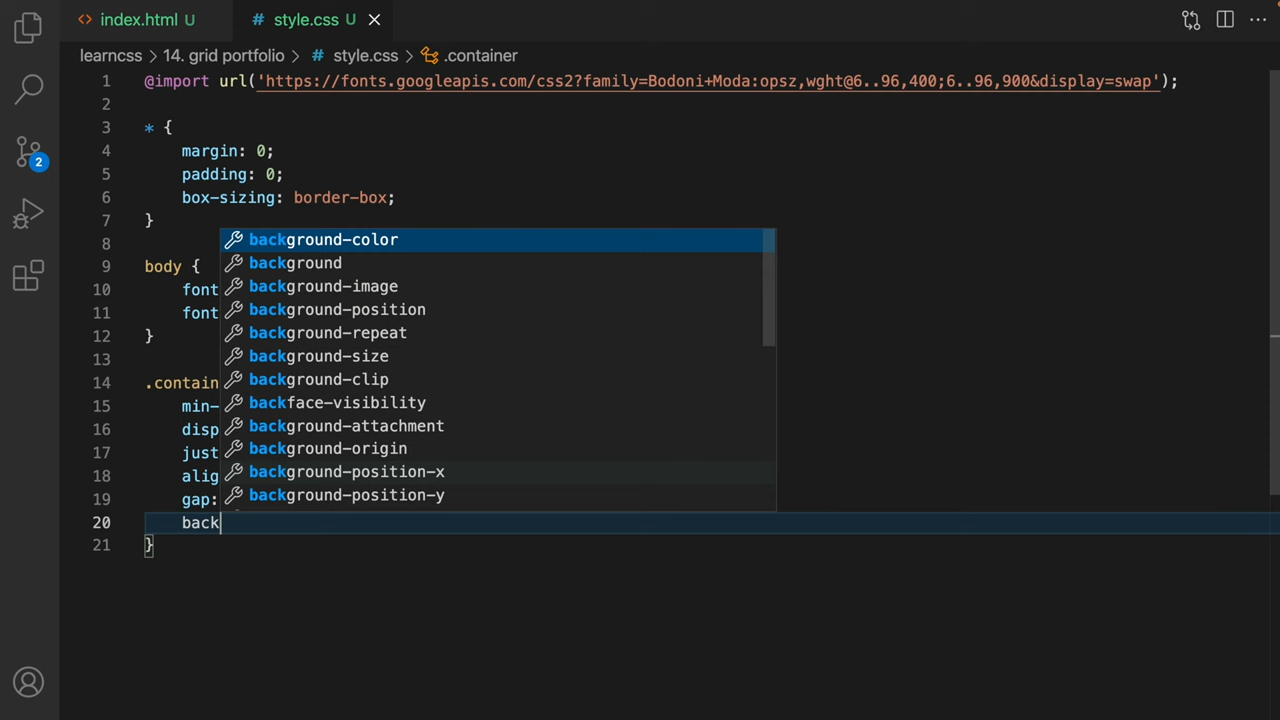 index.html U
style.css U
learncss > 14. grid portfolio > # style.css > .container
1 @import url('https://fonts.googleapis.com/css2?family=Bodoni+Moda:opsz,wght@6..96,400;6..96,900&display=swap');
2
3 * {
4 margin: 0;
5 padding: 0;
6 box-sizing: border-box;
7 }
8
9 body {
10 font
11 font
12 }
13
14 .contain
15 min-
16 disp
17 just
18 alig
19 gap:
20 back
21 }
background-color
background
background-image
background-position
background-repeat
background-size
background-clip
backface-visibility
background-attachment
background-origin
background-position-x
background-position-y
2